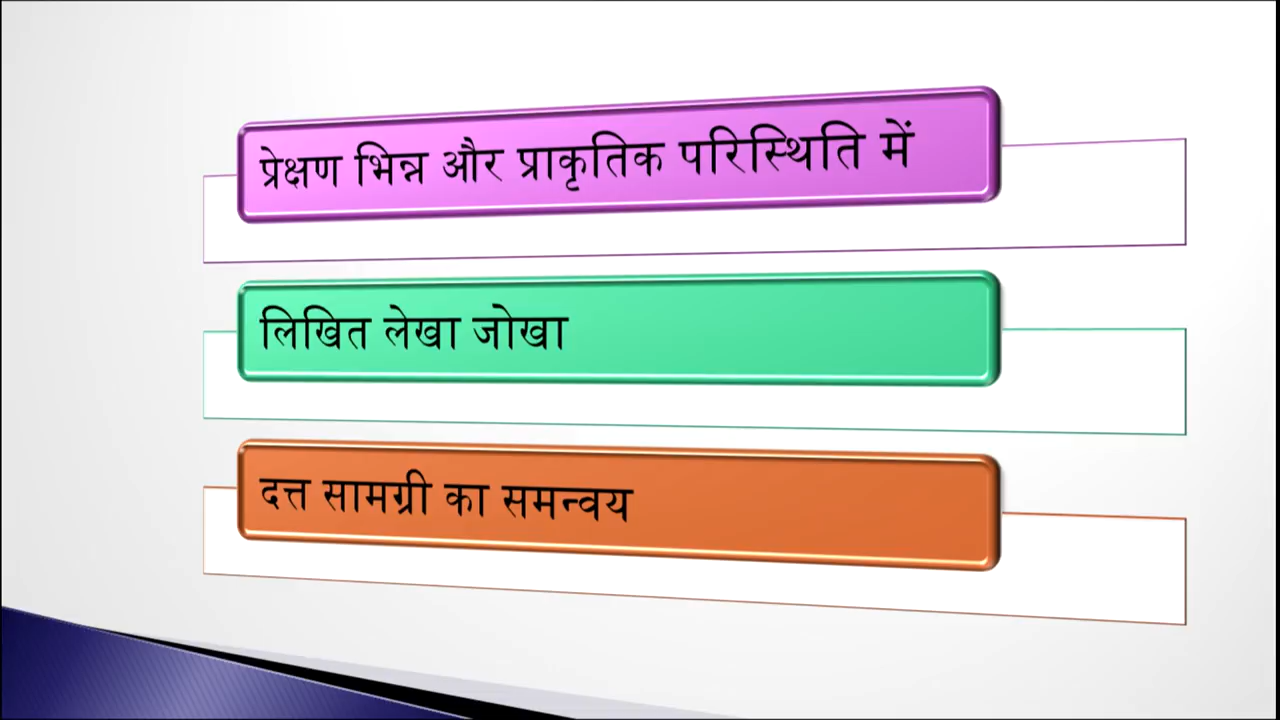 प्रेक्षण भिन्न और प्राकृतिक परिस्थिति में
लिखित लेखा जोखा
दत्त सामग्री का समन्वय